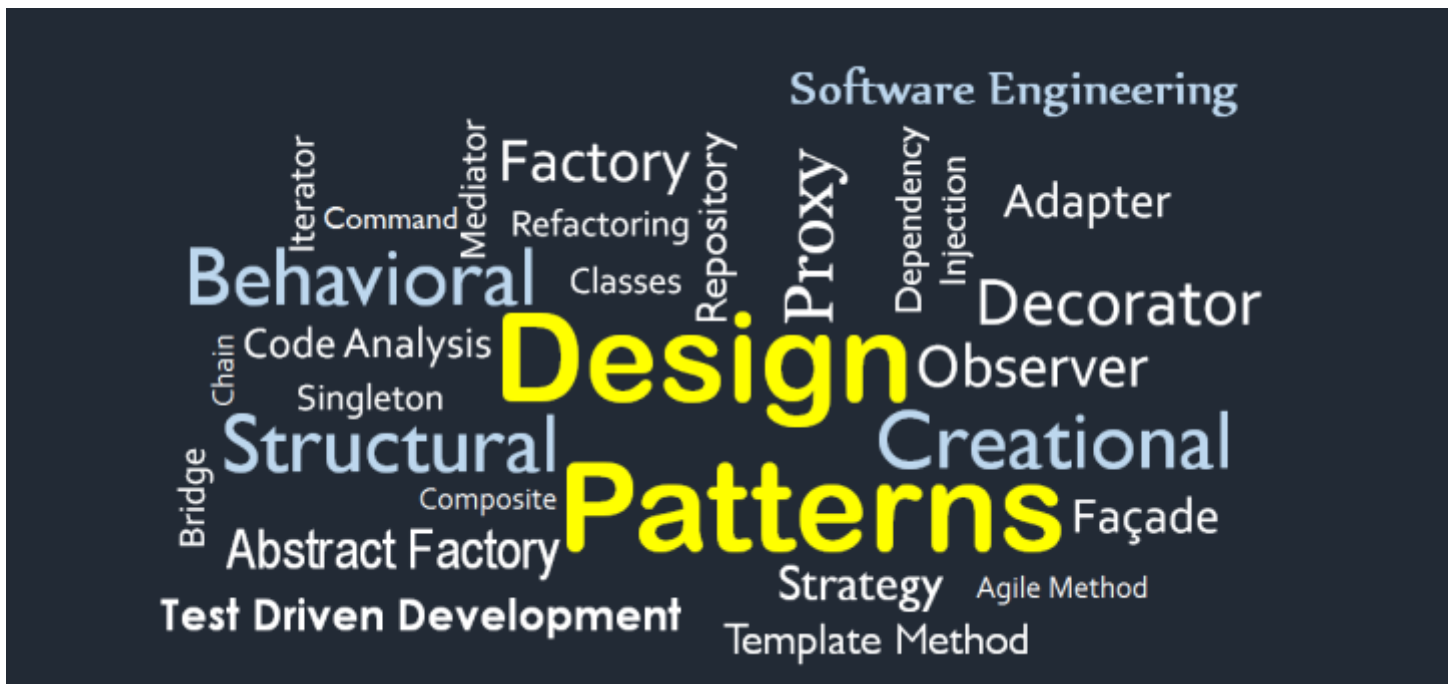 Software Engineering
Iterator
Command
Mediator
Factory
Refactoring
Repository
Proxy
Dependency
Injection
Adapter
Behavioral
Classes
Decorator
Chain
Code Analysis
Singleton
Design
Observer
Structural
Creational
Bridge
Composite
Patterns
Façade
Abstract Factory
Strategy
Agile Method
Test Driven Development
Template Method